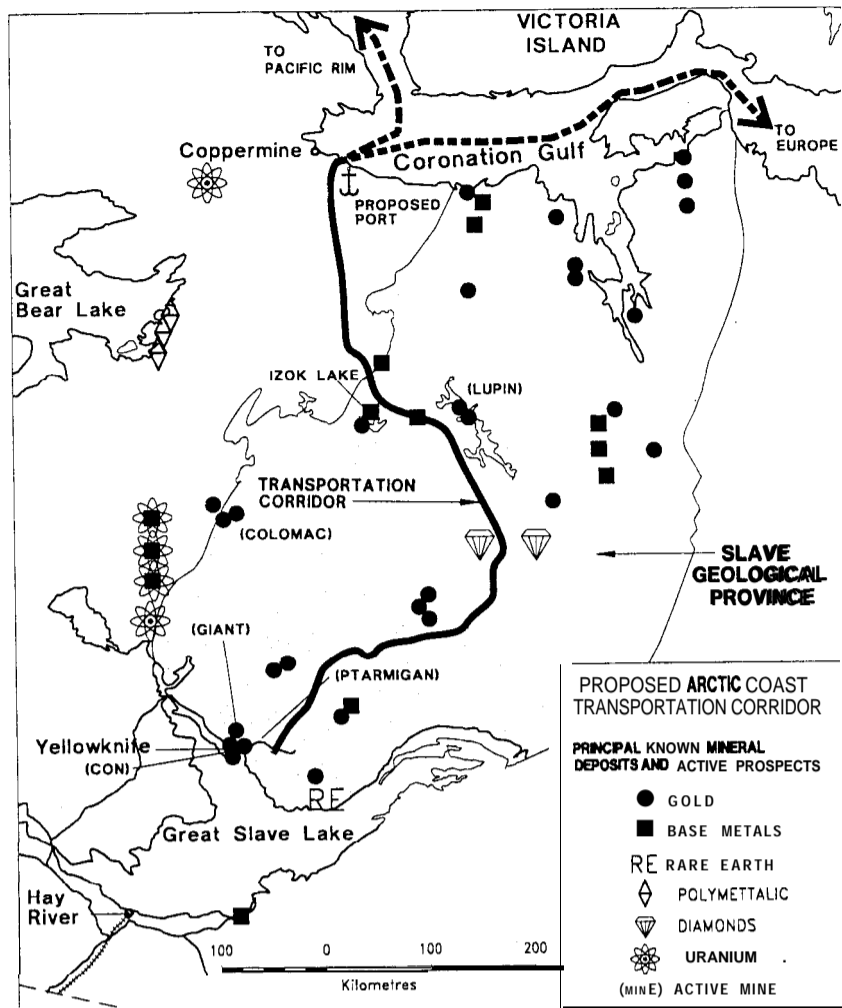 VICTORIA
ISLAND
TO
PACIFIC RIM
TO
EUROPE
Coppermine
Coronation Gulf
PROPOSED
PORT
Great
Bear Lake
IZOK LAKE
(LUPIN)
TRANSPORTATION
CORRIDOR
(COLOMAC)
SLAVE
GEOLOGICAL
PROVINCE
(GIANT)
(PTARMIGAN)
Yellowknife
(CON)
RE
Great Slave Lake
Hay
River
100 0 100 200
Kilometres
PROPOSED ARCTIC COAST
TRANSPORTATION CORRIDOR
PRINCIPAL KNOWN MINERAL
DEPOSITS AND ACTIVE PROSPECTS
GOLD
BASE METALS
RE RARE EARTH
POLYMETTALIC
DIAMONDS
URANIUM .
(MINE) ACTIVE MINE